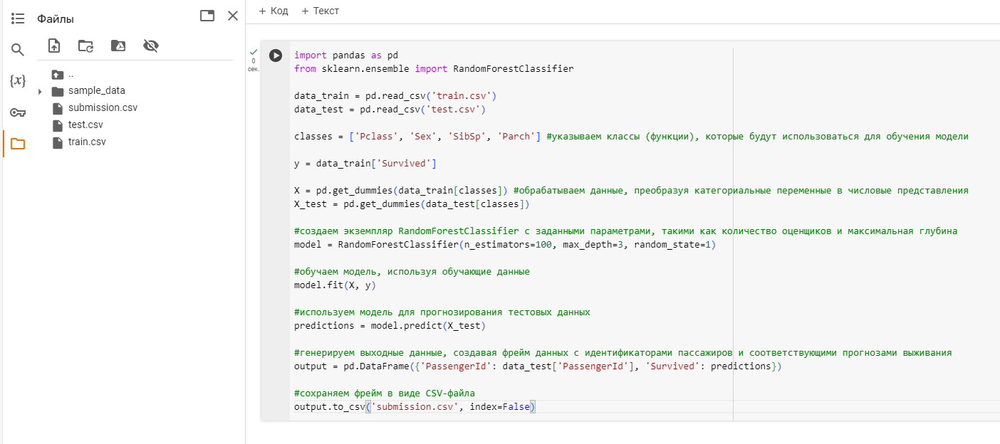 Файлы
..
sample_data
submission.csv
test.csv
train.csv
+ Код + Текст
0
сек.
import pandas as pd
from sklearn.ensemble import RandomForestClassifier
data_train = pd.read_csv('train.csv')
data_test = pd.read_csv('test.csv')
classes = ['Pclass', 'Sex', 'SibSp', 'Parch'] #указываем классы (функции), которые будут использоваться для обучения модели
y = data_train['Survived']
X = pd.get_dummies(data_train[classes]) #обрабатываем данные, преобразуя категориальные переменные в числовые представления
X_test = pd.get_dummies(data_test[classes])
#создаем экземпляр RandomForestClassifier с заданными параметрами, такими как количество оценщиков и максимальная глубина
model = RandomForestClassifier(n_estimators=100, max_depth=3, random_state=1)
#обучаем модель, используя обучающие данные
model.fit(X, y)
#используем модель для прогнозирования тестовых данных
predictions = model.predict(X_test)
#генерируем выходные данные, создавая фрейм данных с идентификаторами пассажиров и соответствующими прогнозами выживания
output = pd.DataFrame({'PassengerId': data_test['PassengerId'], 'Survived': predictions})
#сохраняем фрейм в виде CSV-файла
output.to_csv('submission.csv', index=False)